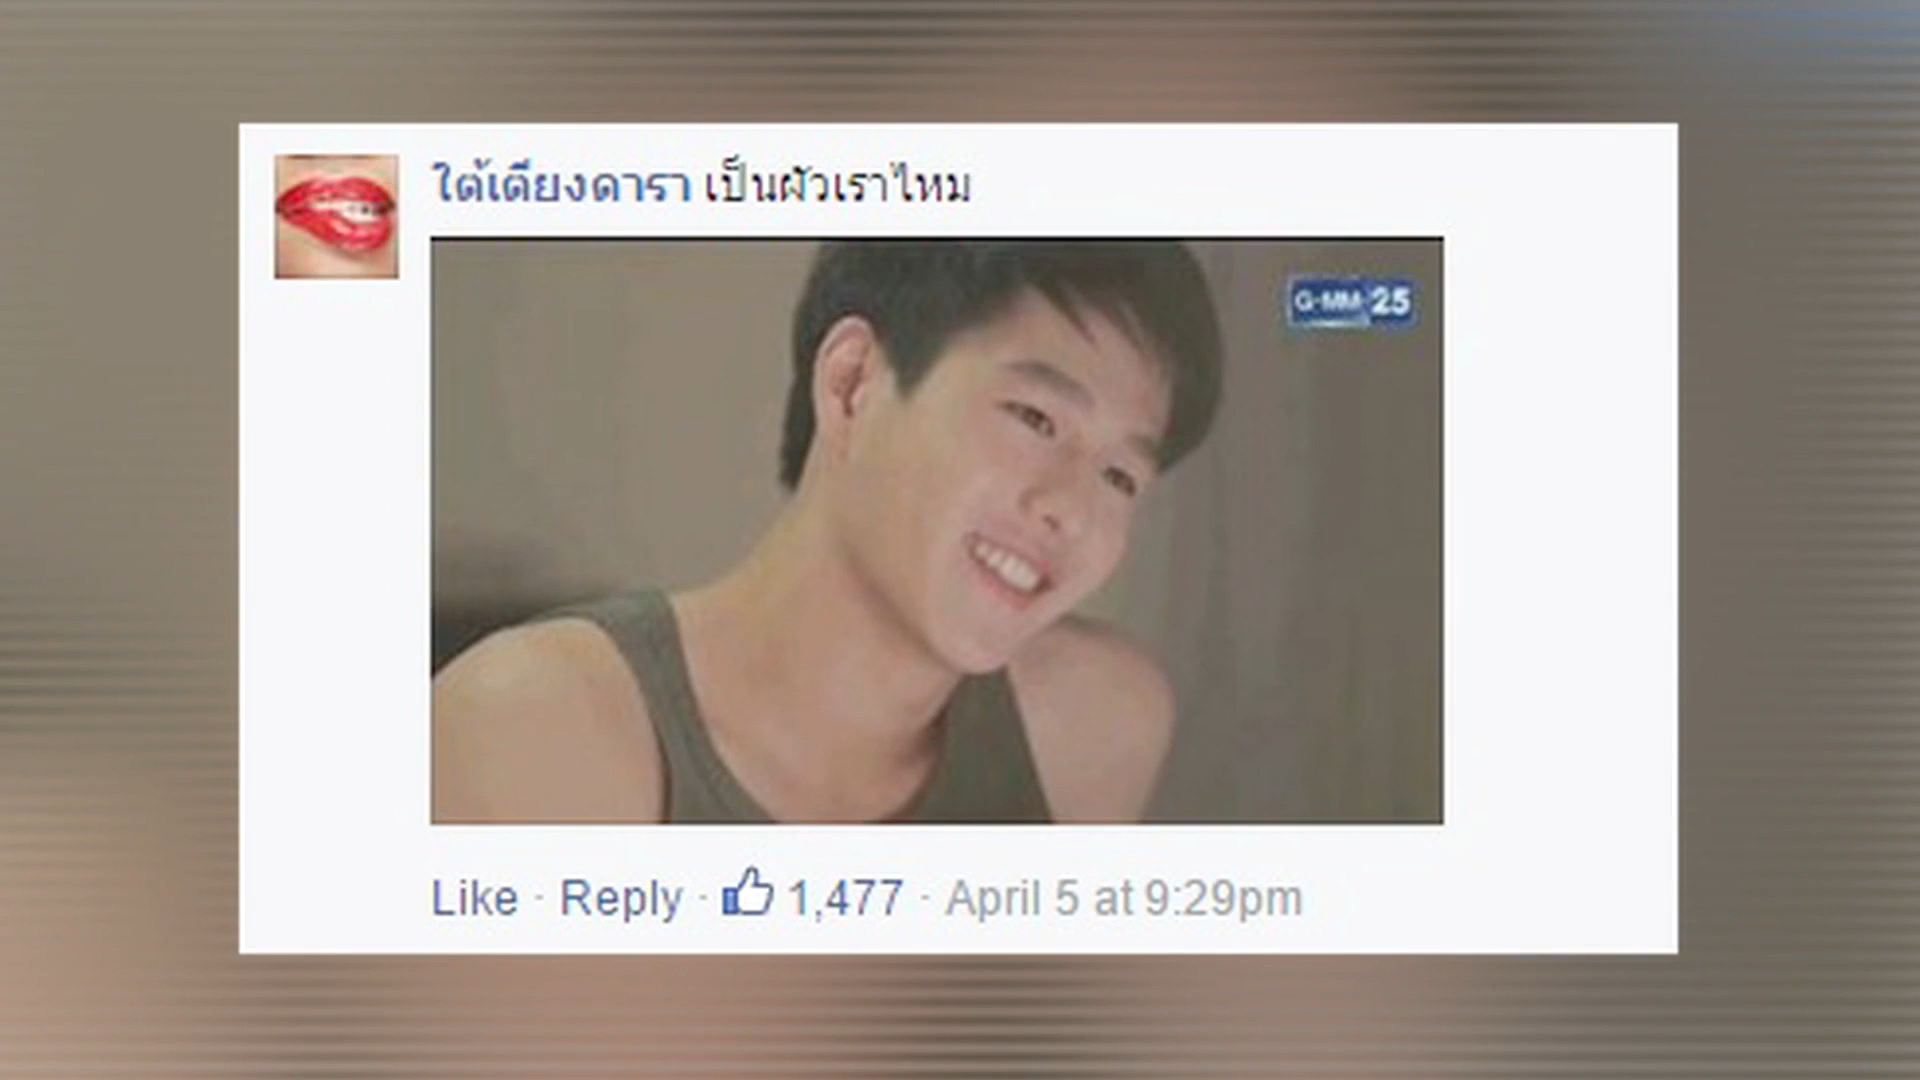 ใต้เตียงดารา เป็นผัวเราไหม
G-MM 25
Like · Reply · 1,477 · April 5 at 9:29pm